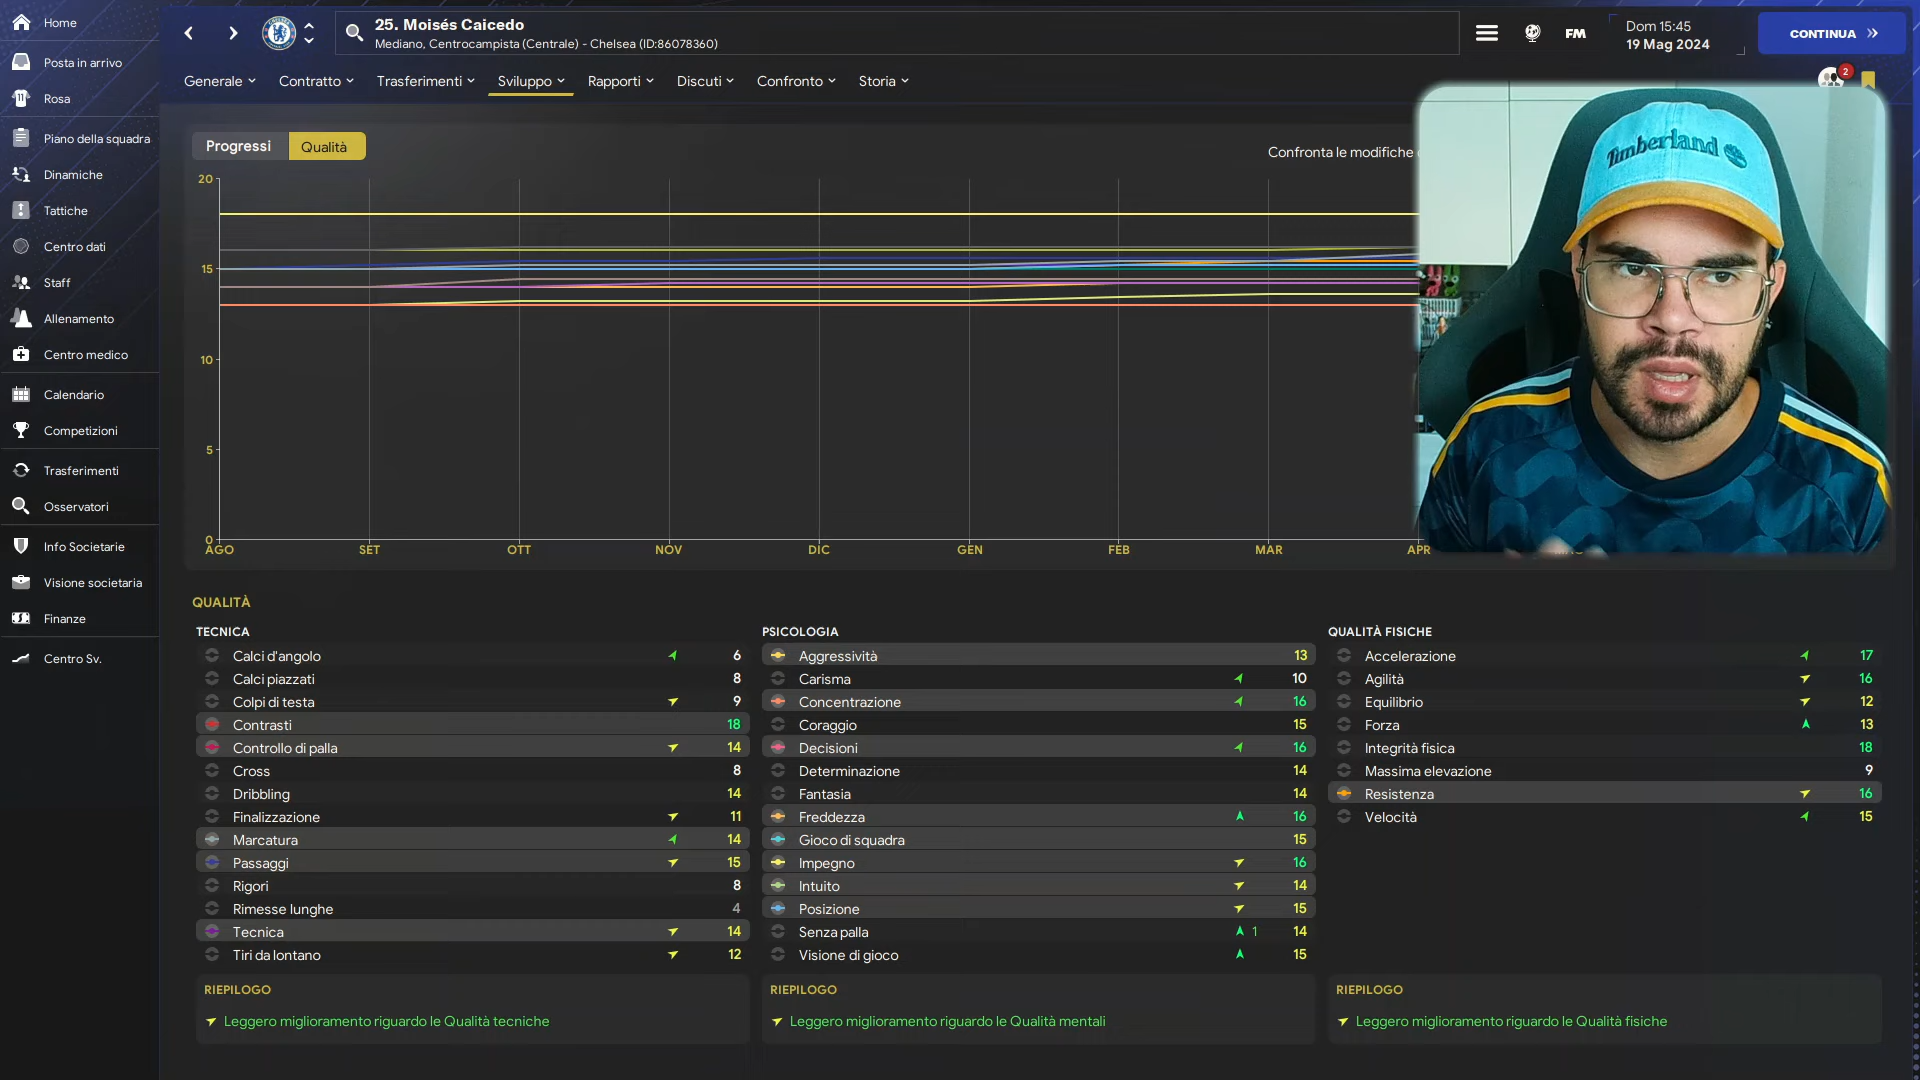 Home
Posta in arrivo
Rosa
Piano della squadra
Dinamiche
Tattiche
Centro dati
Staff
Allenamento
Centro medico
Calendario
Competizioni
Trasferimenti
Osservatori
Info Societarie
Visione societaria
Finanze
Centro Sv.
25. Moisés Caicedo
Mediano, Centrocampista (Centrale) - Chelsea (ID:86078360)
FM
Dom 15:45
19 Mag 2024
CONTINUA
Generale
Contratto
Trasferimenti
Sviluppo
Rapporti
Discuti
Confronto
Storia
2
Progressi
Qualità
Confronta le modifiche
Timberland
20
15
10
5
0
AGO SET OTT NOV DIC GEN FEB MAR APR
QUALITÀ
TECNICA
Calci d'angolo 6
Calci piazzati 8
Colpi di testa 9
Contrasti 18
Controllo di palla 14
Cross 8
Dribbling 14
Finalizzazione 11
Marcatura 14
Passaggi 15
Rigori 8
Rimesse lunghe 4
Tecnica 14
Tiri da lontano 12
RIEPILOGO
Leggero miglioramento riguardo le Qualità tecniche
PSICOLOGIA
Aggressività 13
Carisma 10
Concentrazione 16
Coraggio 15
Decisioni 16
Determinazione 14
Fantasia 14
Freddezza 16
Gioco di squadra 15
Impegno 16
Intuito 14
Posizione 15
Senza palla 1 14
Visione di gioco 15
RIEPILOGO
Leggero miglioramento riguardo le Qualità mentali
QUALITÀ FISICHE
Accelerazione 17
Agilità 16
Equilibrio 12
Forza 13
Integrità fisica 18
Massima elevazione 9
Resistenza 16
Velocità 15
RIEPILOGO
Leggero miglioramento riguardo le Qualità fisiche